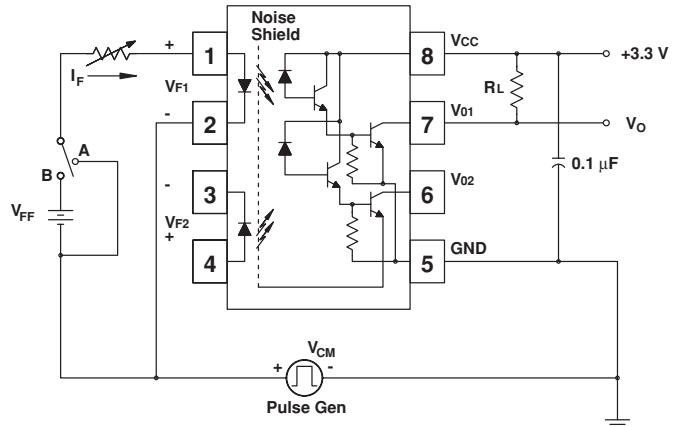 Noise
Shield
+
1
8
VCC
+3.3 V
IF
VF1
RL
-
2
7
V01
VO
A
B
-
3
6
V02
0.1 μF
VFF
VF2
+
4
5
GND
VCM
+
-
Pulse Gen